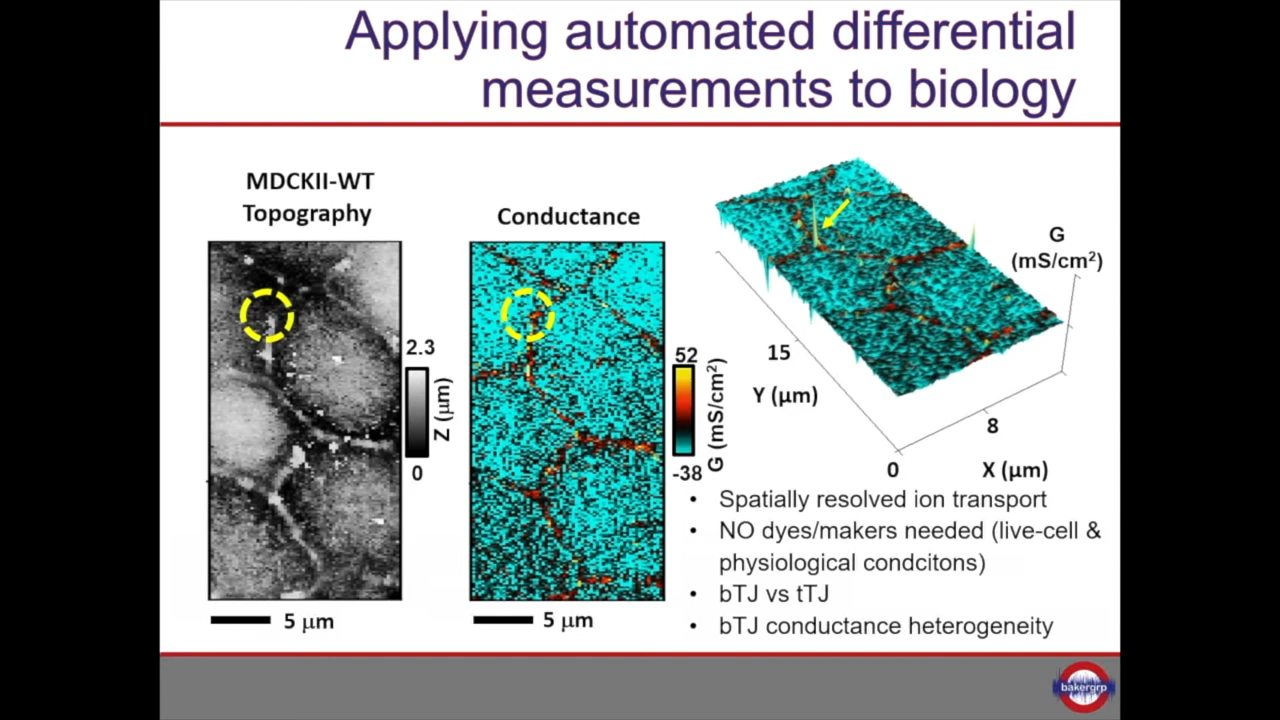 Applying automated differential
measurements to biology
MDCKII-WT
Topography
Conductance
2.3
Z (μm)
0
5 μm
52
G (mS/cm²)
-38
5 μm
G
(mS/cm²)
15
Y (μm)
8
0
X (μm)
• Spatially resolved ion transport
• NO dyes/makers needed (live-cell &
physiological condcitons)
• bTJ vs tTJ
• bTJ conductance heterogeneity
bakergrp